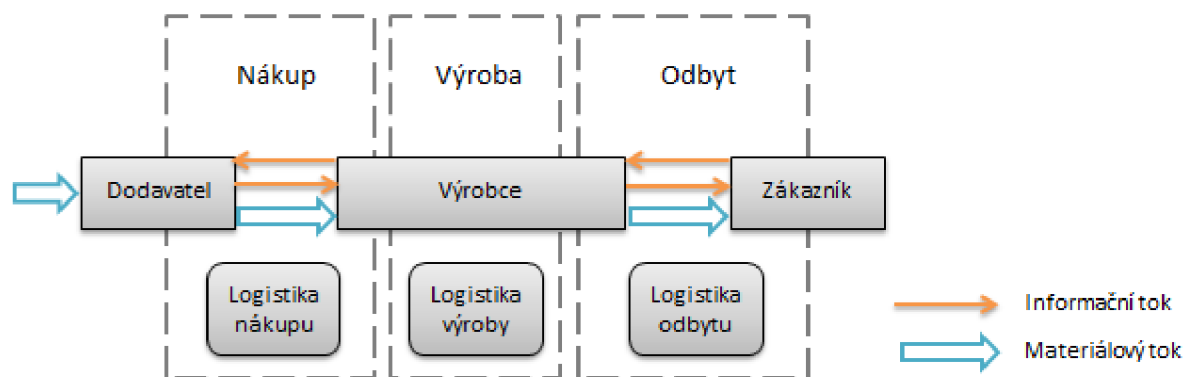 Nákup
Výroba
Odbyt
Dodavatel
Výrobce
Zákazník
Logistika
nákupu
Logistika
výroby
Logistika
odbytu
Informační tok
Materiálový tok